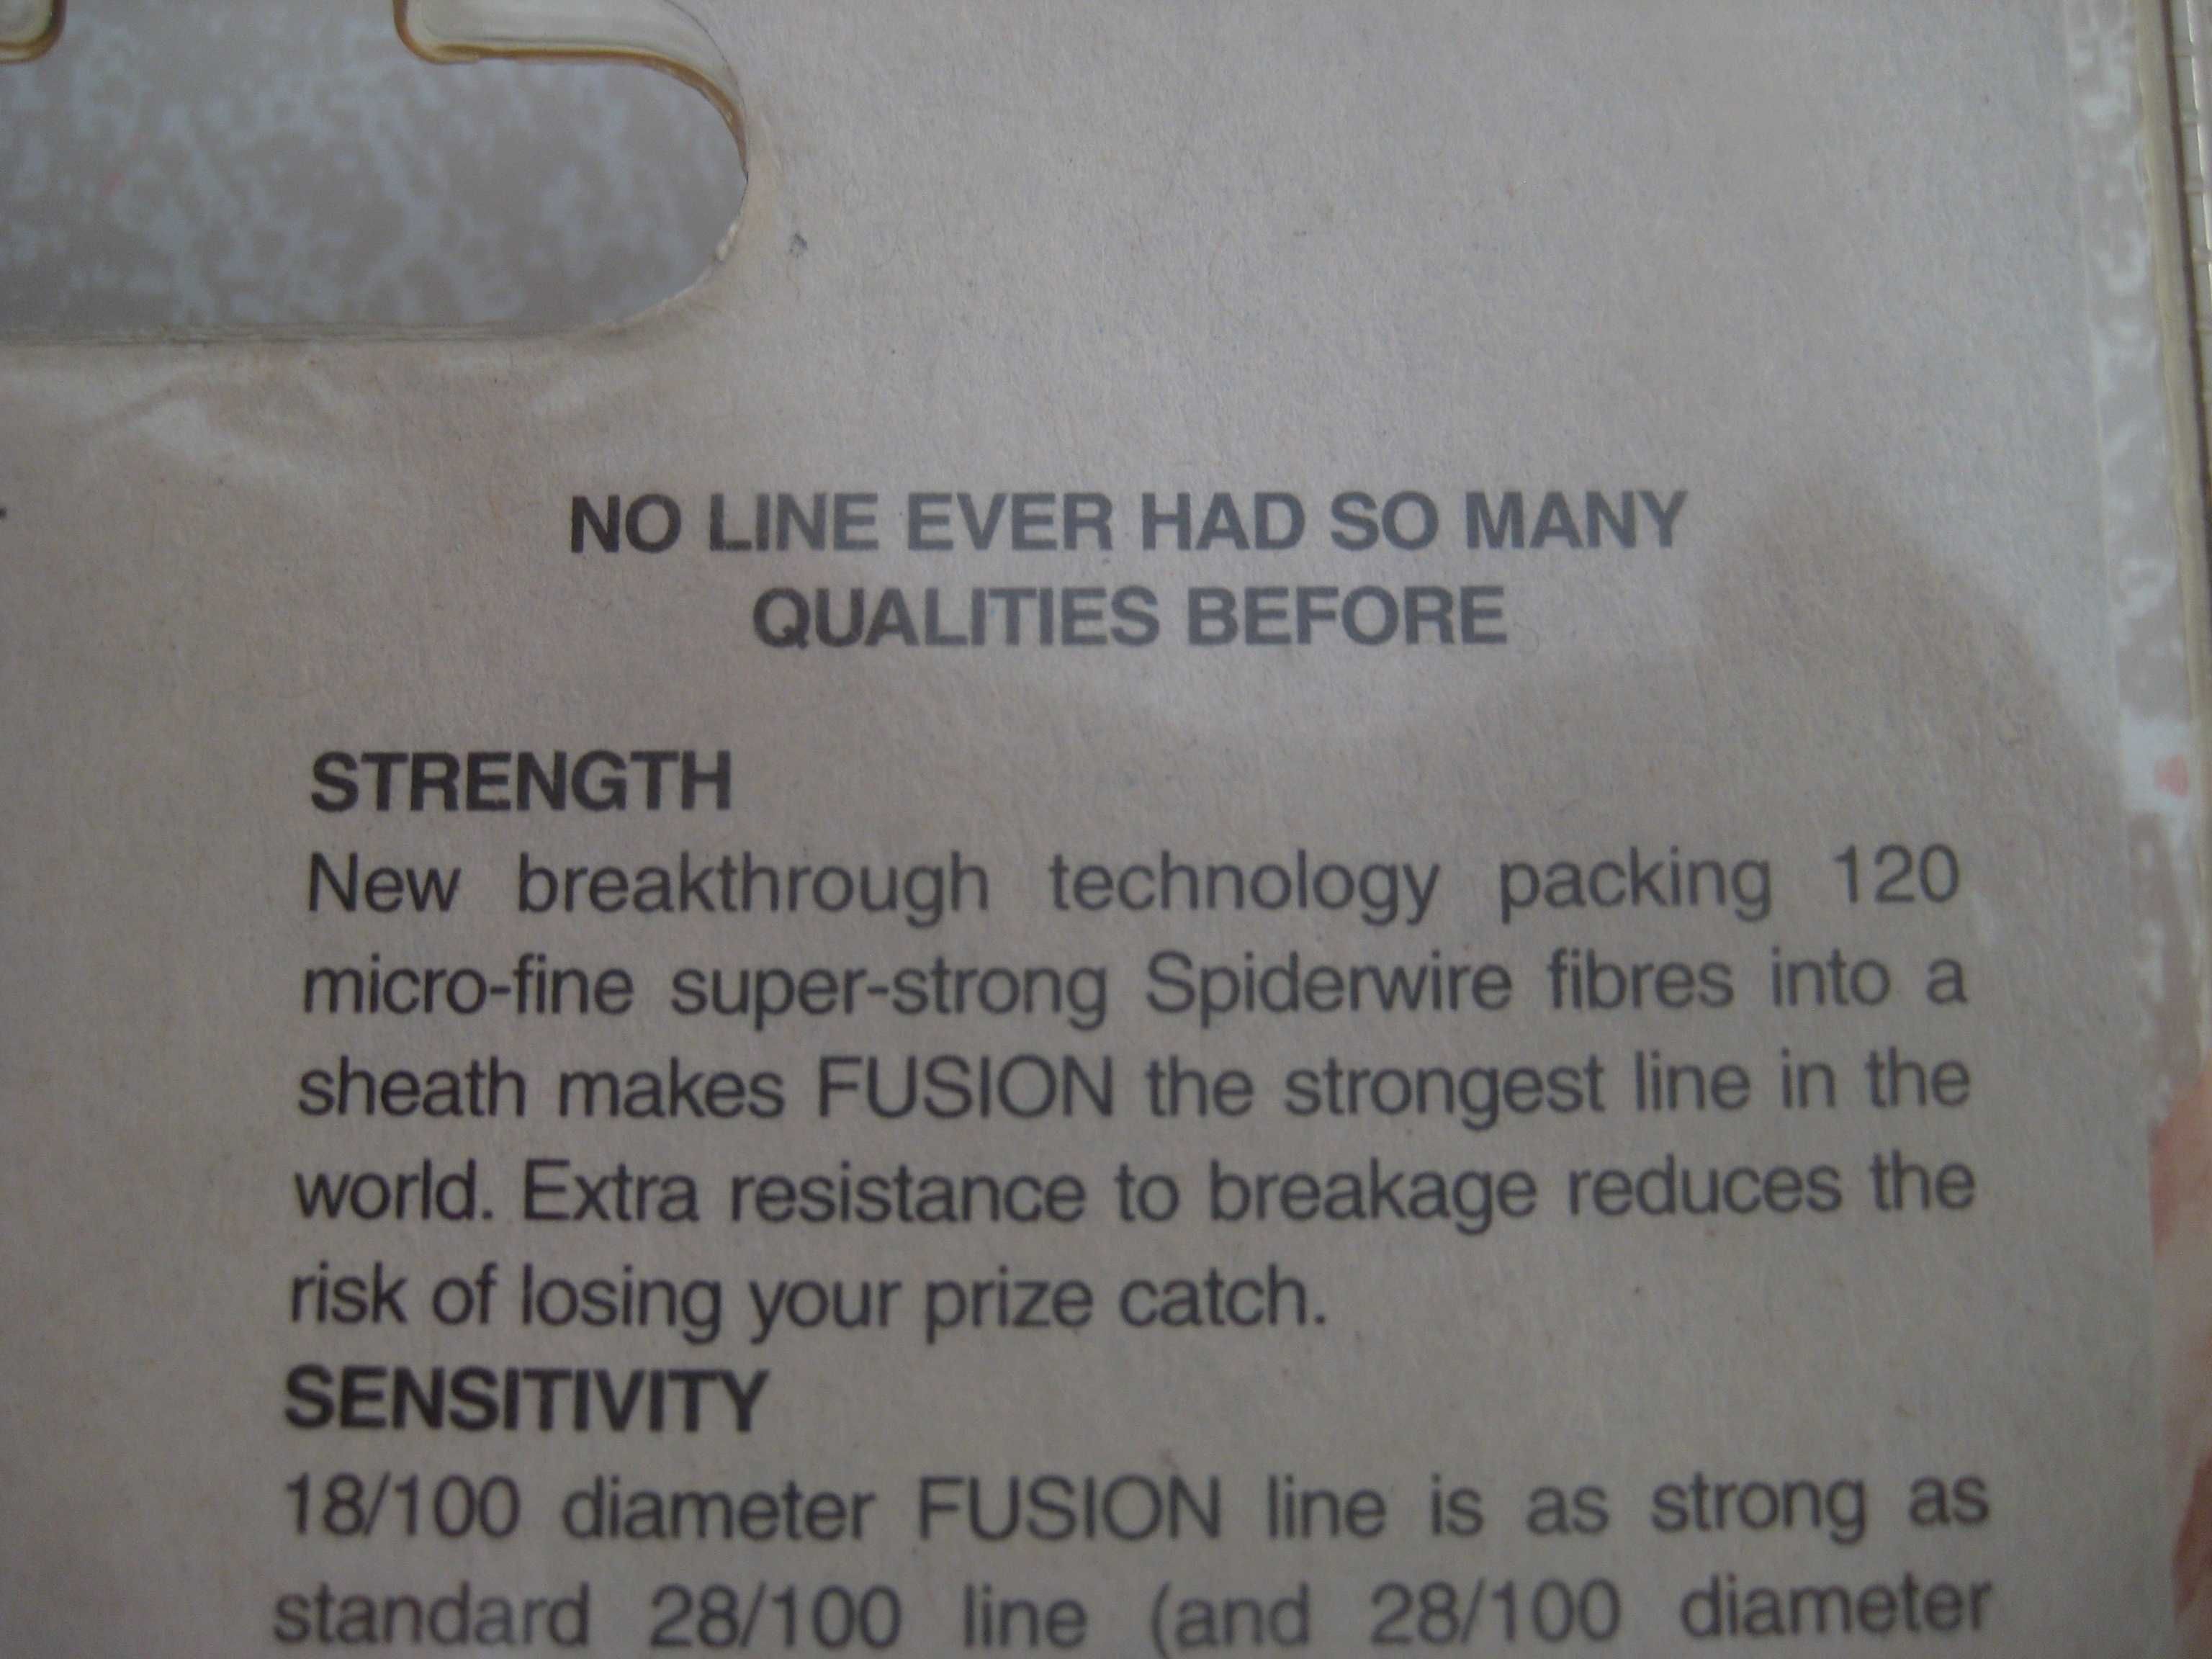 NO LINE EVER HAD SO MANY
QUALITIES BEFORE
STRENGTH
New breakthrough technology packing 120
micro-fine super-strong Spiderwire fibres into a
sheath makes FUSION the strongest line in the
world. Extra resistance to breakage reduces the
risk of losing your prize catch.
SENSITIVITY
18/100 diameter FUSION line is as strong as
standard 28/100 line (and 28/100 diameter